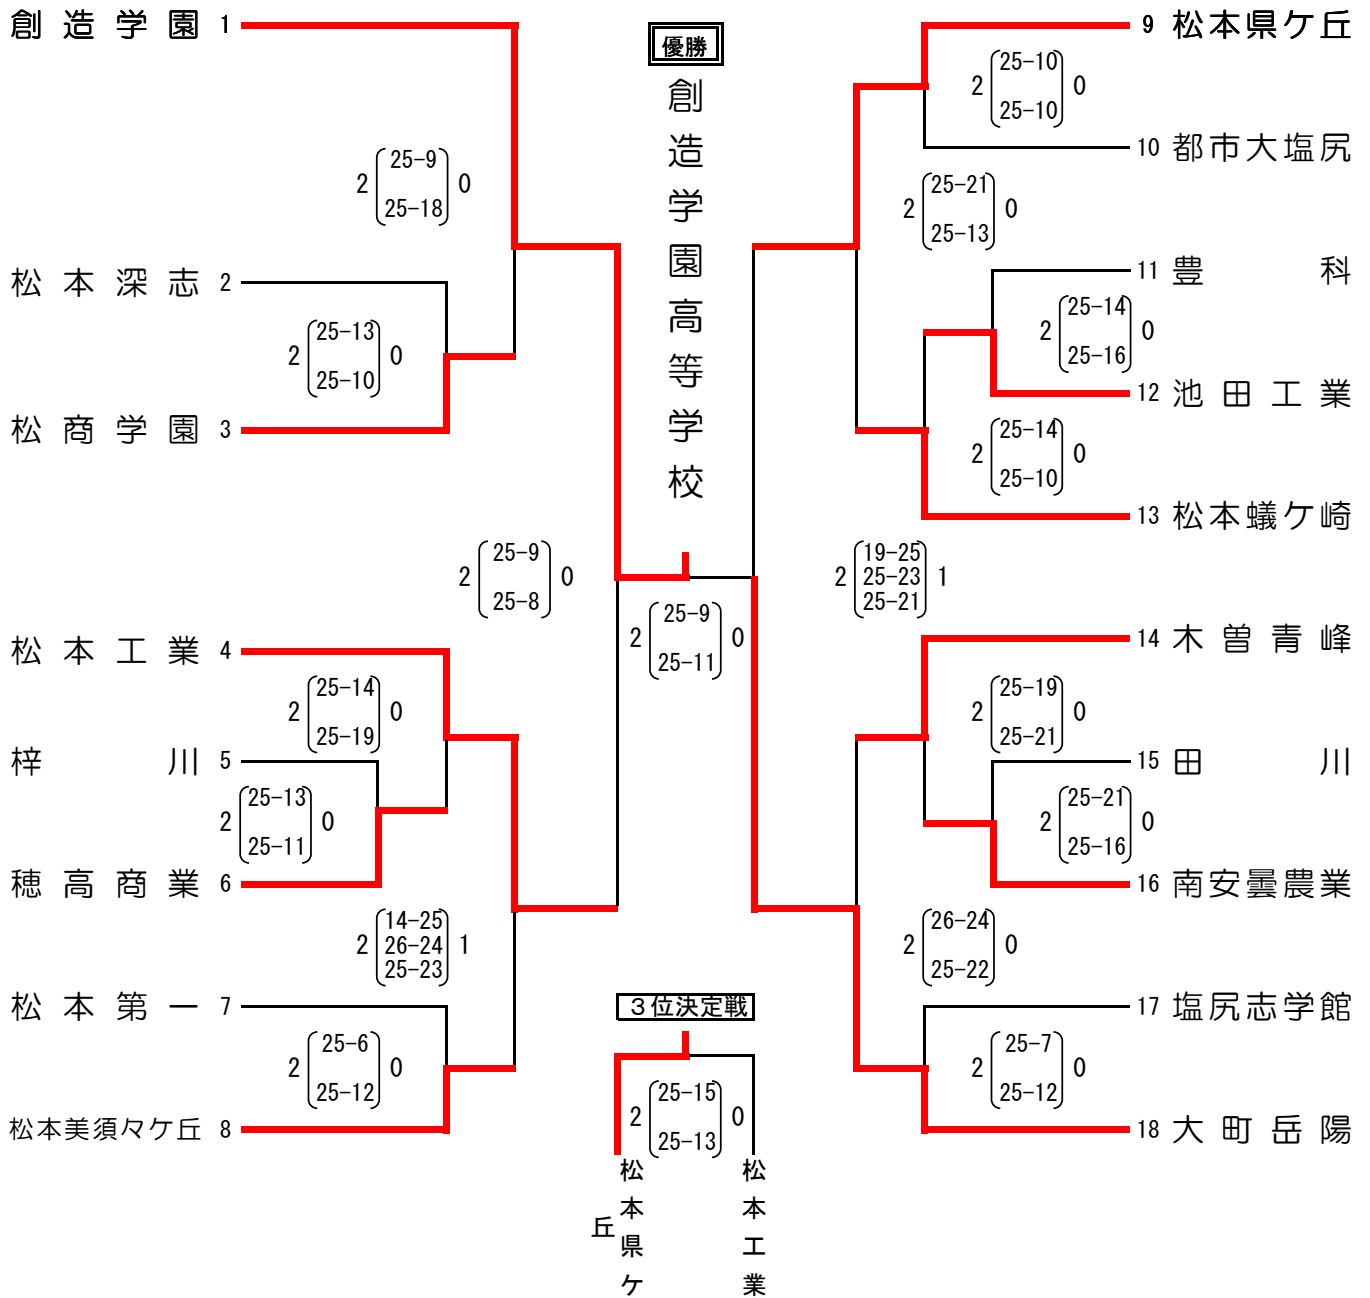 優勝
創造学園高等学校
創造学園 1
2 25-9 0
25-18
松本深志 2
2 25-13 0
25-10
松商学園 3
2 25-9 0
25-8
松本工業 4
2 25-14 0
25-19
梓川 5
2 25-13 0
25-11
穂高商業 6
14-25
2 26-24 1
25-23
松本第一 7
2 25-6 0
25-12
松本美須々ケ丘 8
2 25-9 0
25-11
9 松本県ケ丘
2 25-10 0
25-10
10 都市大塩尻
2 25-21 0
25-13
11 豊科
2 25-14 0
25-16
12 池田工業
2 25-14 0
25-10
13 松本蟻ケ崎
19-25
2 25-23 1
25-21
14 木曽青峰
2 25-19 0
25-21
15 田川
2 25-21 0
25-16
16 南安曇農業
2 26-24 0
25-22
17 塩尻志学館
2 25-7 0
25-12
18 大町岳陽
3位決定戦
2 25-15 0
25-13
松本県ケ丘
松本工業